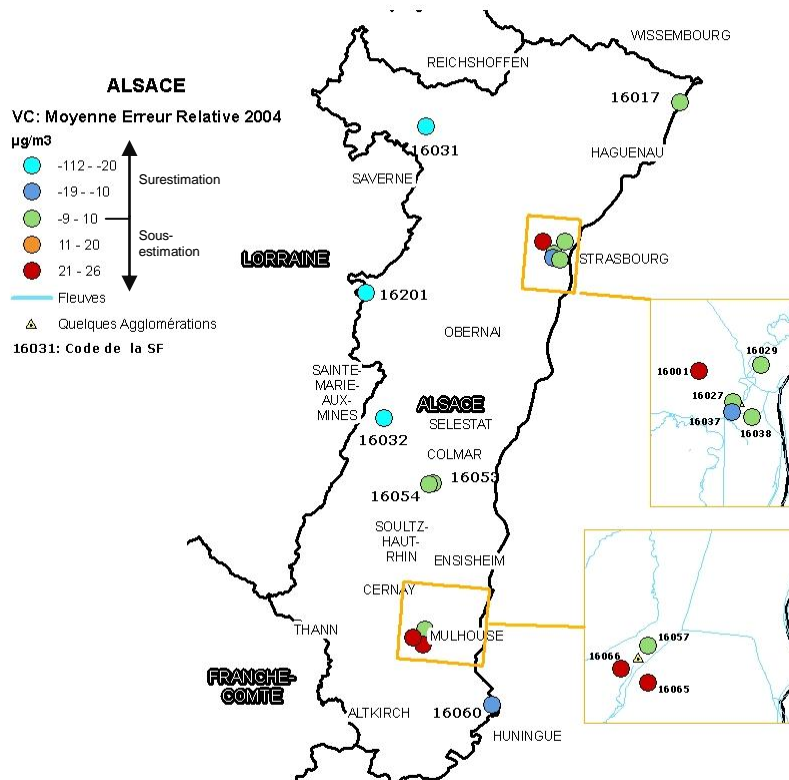 WISSEMBOURG
REICHSHOFFEN
ALSACE
VC: Moyenne Erreur Relative 2004
µg/m3
-112 - -20
-19 - -10
-9 - 10
11 - 20
21 - 26
Surestimation
Sous-
estimation
Fleuves
Quelques Agglomérations
16031: Code de la SF
16017
16031
HAGUENAU
SAVERNE
LORRAINE
STRASBOURG
16201
OBERNAI
SAINTE-
MARIE-
AUX-
MINES
ALSACE
SELESTAT
16032
COLMAR
16053
16054
SOULTZ-
HAUT-
RHIN
ENSISHEIM
CERNAY
THANN
MULHOUSE
FRANCHE-
COMTE
ALTKIRCH
16060
HUNINGUE
16029
16001
16027
16037
16038
16057
16066
16065